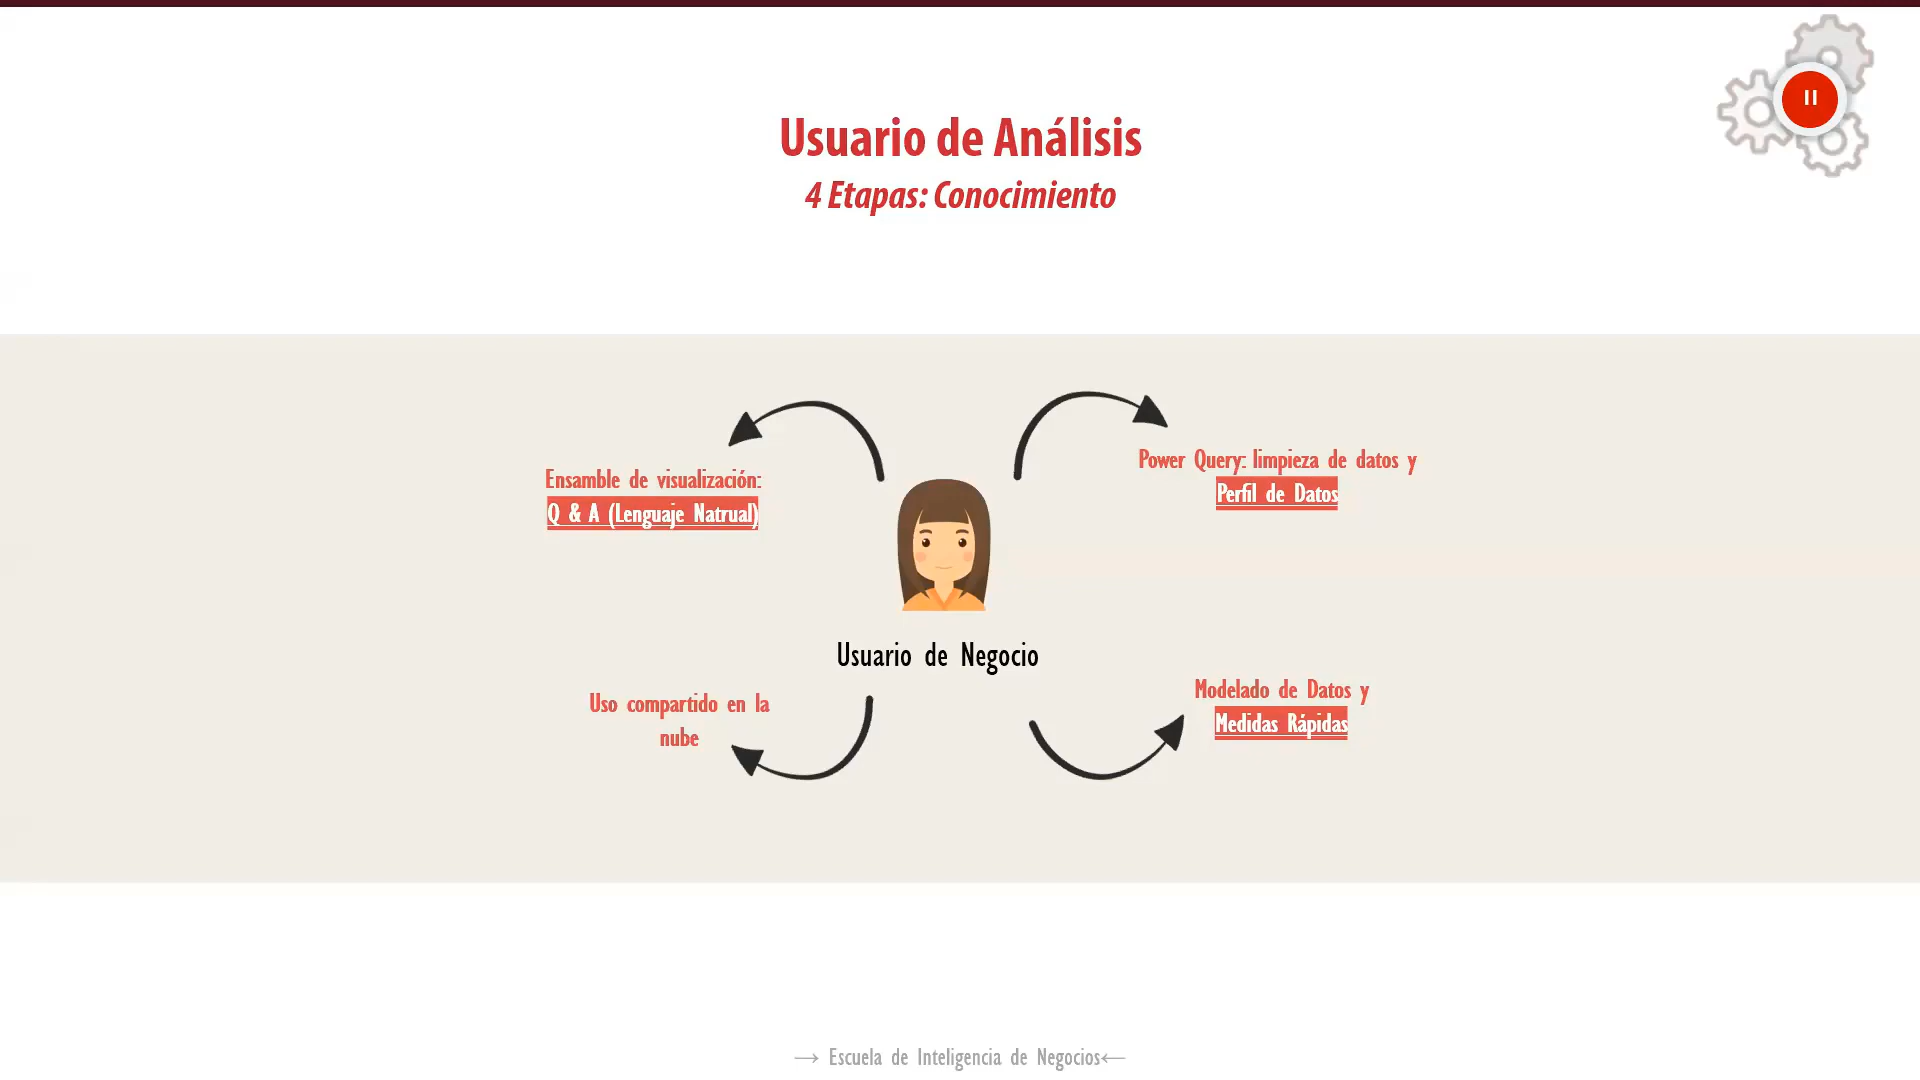 Usuario de Análisis
4 Etapas: Conocimiento
Ensamble de visualización:
Q & A (Lenguaje Natrual)
Power Query: limpieza de datos y
Perfil de Datos
Usuario de Negocio
Uso compartido en la
nube
Modelado de Datos y
Medidas Rápidas
→ Escuela de Inteligencia de Negocios←